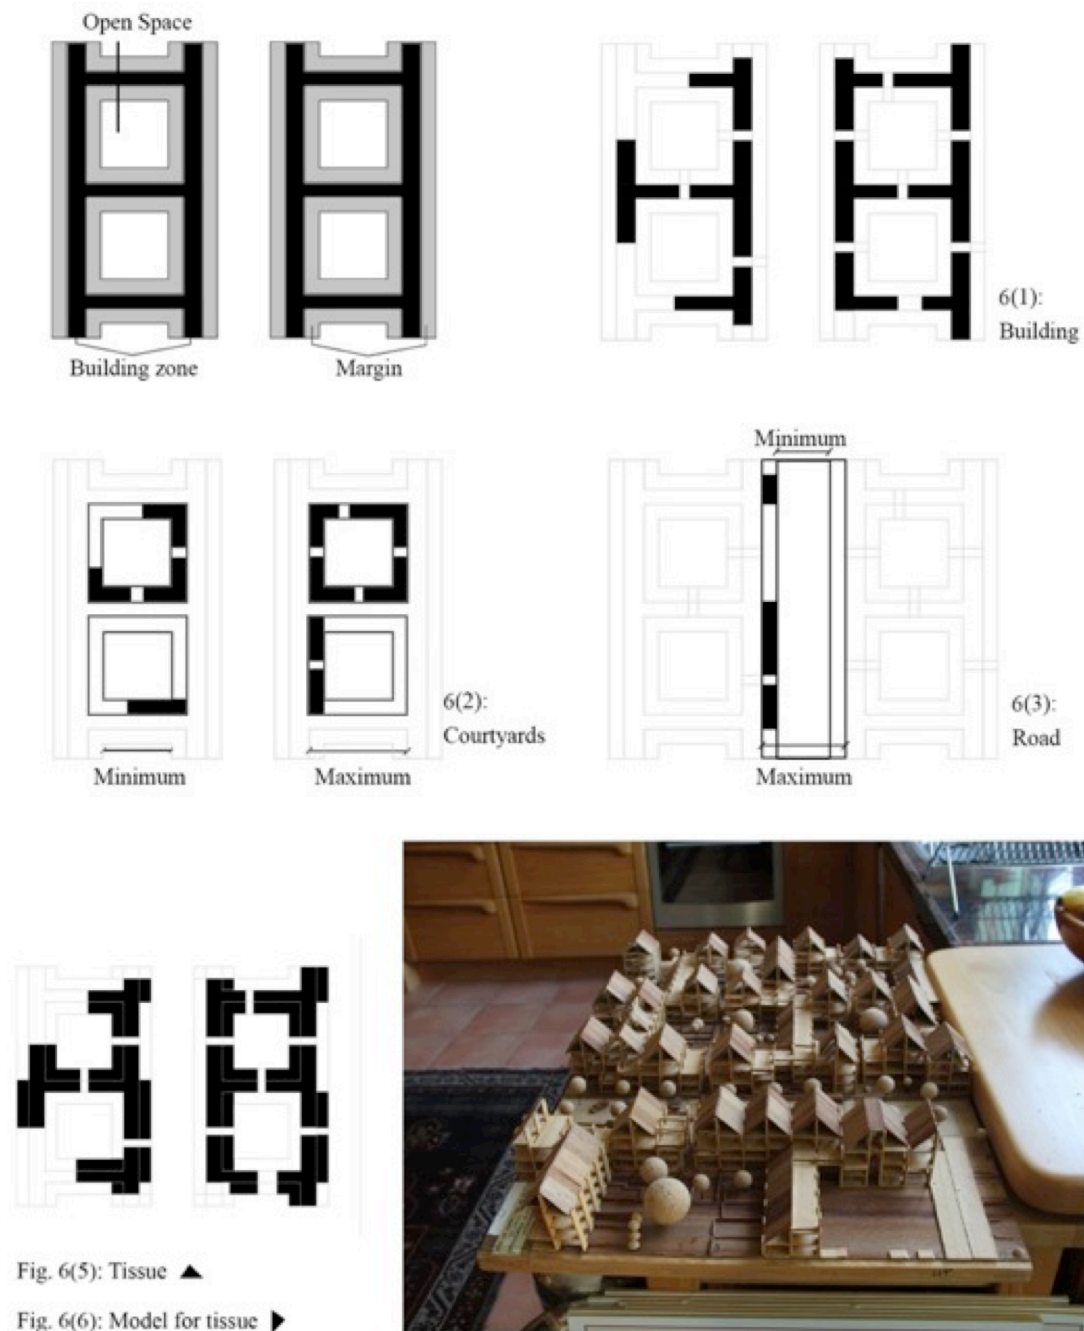 Open Space
Building zone
Margin
6(1):
Building
Minimum
Maximum
6(2):
Courtyards
Minimum
Maximum
6(3):
Road
Fig. 6(5): Tissue ▲
Fig. 6(6): Model for tissue ▶